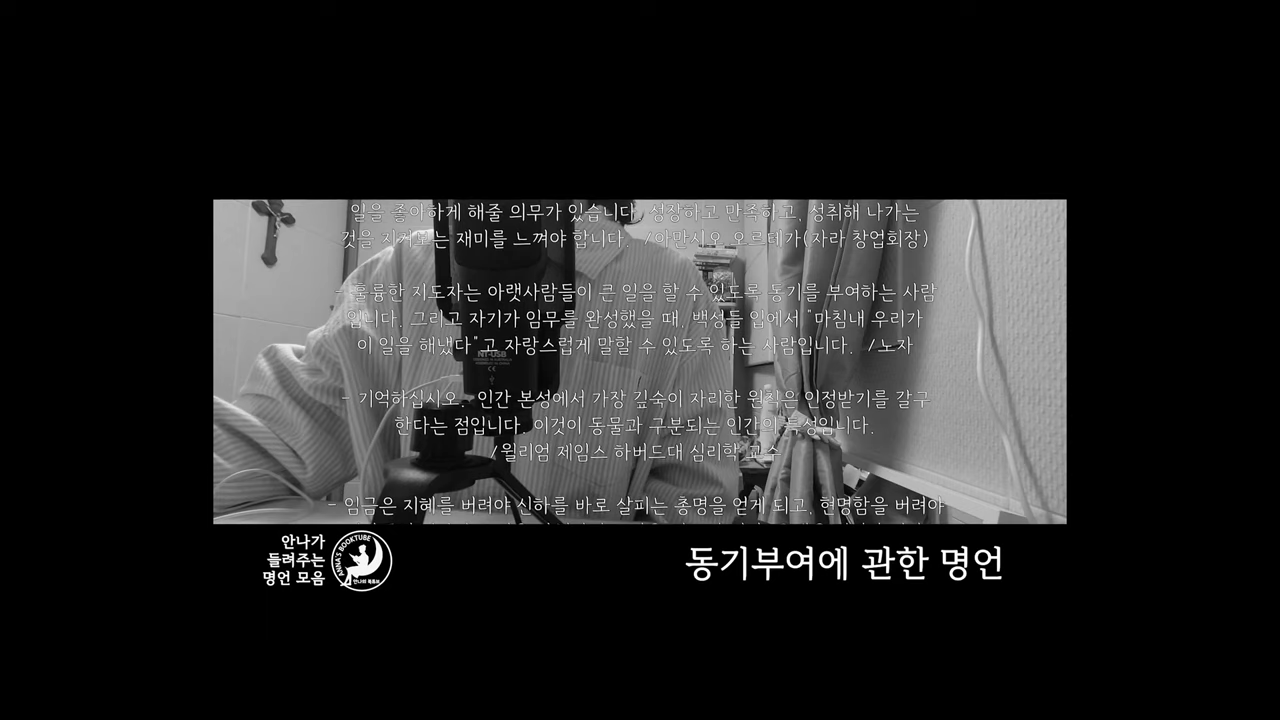 일을 좋아하게 해줄 의무가 있습니다. 성장하고 만족하고, 성취해 나가는
것을 지켜보는 재미를 느껴야 합니다. /아만시오 오르테가(자라 창업회장)
- 훌륭한 지도자는 아랫사람들이 큰 일을 할 수 있도록 동기를 부여하는 사람
입니다. 그리고 자기가 임무를 완성했을 때, 백성들 입에서 "마침내 우리가
이 일을 해냈다"고 자랑스럽게 말할 수 있도록 하는 사람입니다. /노자
NT-USB
- 기억하십시오. 인간 본성에서 가장 깊숙이 자리한 원칙은 인정받기를 갈구
한다는 점입니다. 이것이 동물과 구분되는 인간의 특성입니다.
/윌리엄 제임스 하버드대 심리학 교수
- 임금은 지혜를 버려야 신하를 바로 살피는 총명을 얻게 되고, 현명함을 버려야
안나가
들려주는
명언 모음
ANNA'S BOOKTUBE
동기부여에 관한 명언